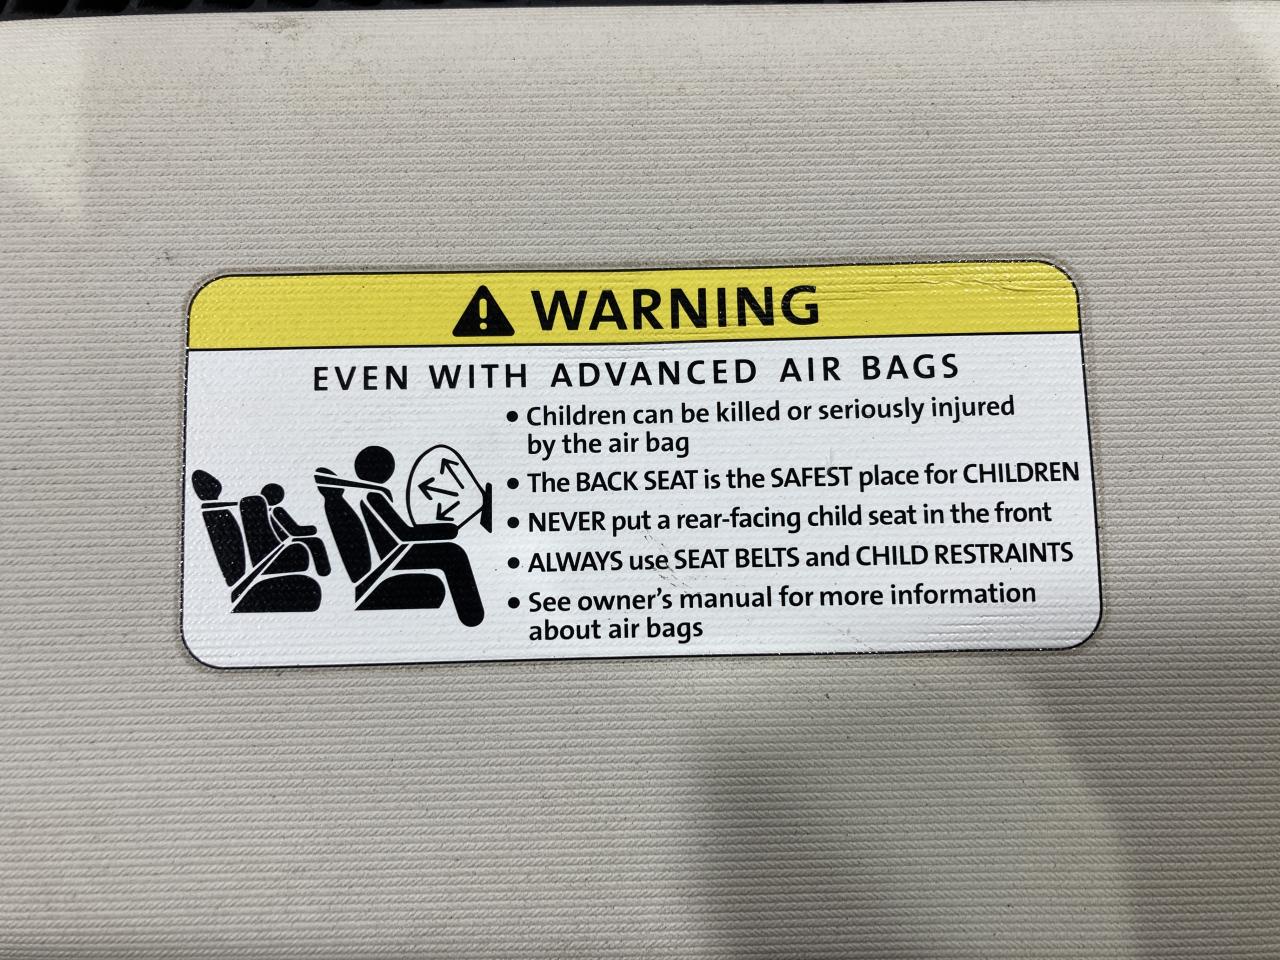 WARNING
EVEN WITH ADVANCED AIR BAGS
• Children can be killed or seriously injured
by the air bag
• The BACK SEAT is the SAFEST place for CHILDREN
• NEVER put a rear-facing child seat in the front
• ALWAYS use SEAT BELTS and CHILD RESTRAINTS
• See owner's manual for more information
about air bags